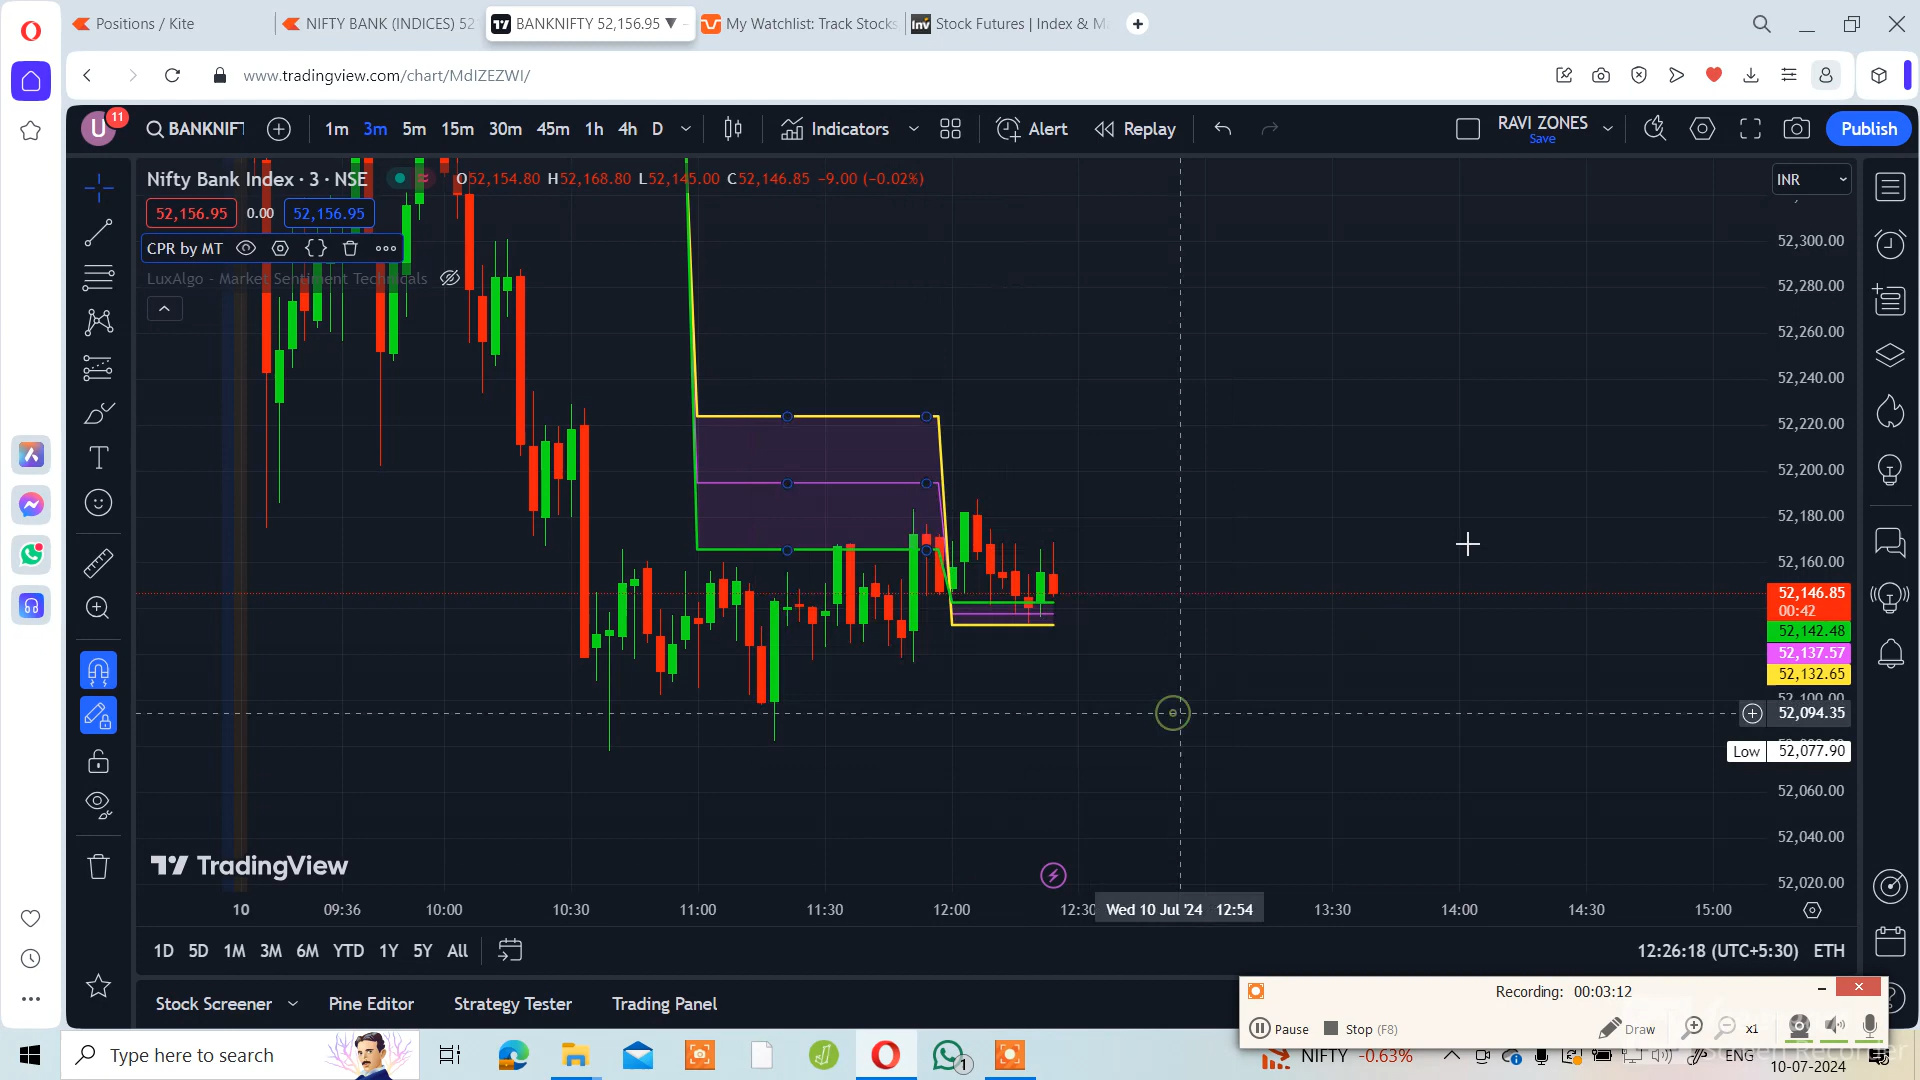 Positions / Kite
NIFTY BANK (INDICES) 52
BANKNIFTY 52,156.95 ▼
My Watchlist: Track Stocks
Inv
Stock Futures | Index & M
www.tradingview.com/chart/MdIZEZWI/
U
11
BANKNIFT
1m 3m 5m 15m 30m 45m 1h 4h D
Indicators
Alert
Replay
RAVI ZONES
Save
Publish
Nifty Bank Index · 3 · NSE
O52,154.80 H52,168.80 L52,145.00 C52,146.85 −9.00 (−0.02%)
INR
52,156.95 0.00 52,156.95
CPR by MT
LuxAlgo - Market Sentiment Technicals
52,300.00
52,280.00
52,260.00
52,240.00
52,220.00
52,200.00
52,180.00
52,160.00
52,146.85
00:42
52,142.48
52,137.57
52,132.65
52,100.00
52,094.35
Low 52,077.90
52,060.00
52,040.00
52,020.00
TradingView
10 09:36 10:00 10:30 11:00 11:30 12:00 12:30 Wed 10 Jul '24 12:54 13:30 14:00 14:30 15:00
1D 5D 1M 3M 6M YTD 1Y 5Y All
12:26:18 (UTC+5:30) ETH
Stock Screener Pine Editor Strategy Tester Trading Panel
Recording: 00:03:12
Pause Stop (F8) Draw x1
Type here to search
1
NIFTY -0.63%
ENG
10-07-2024